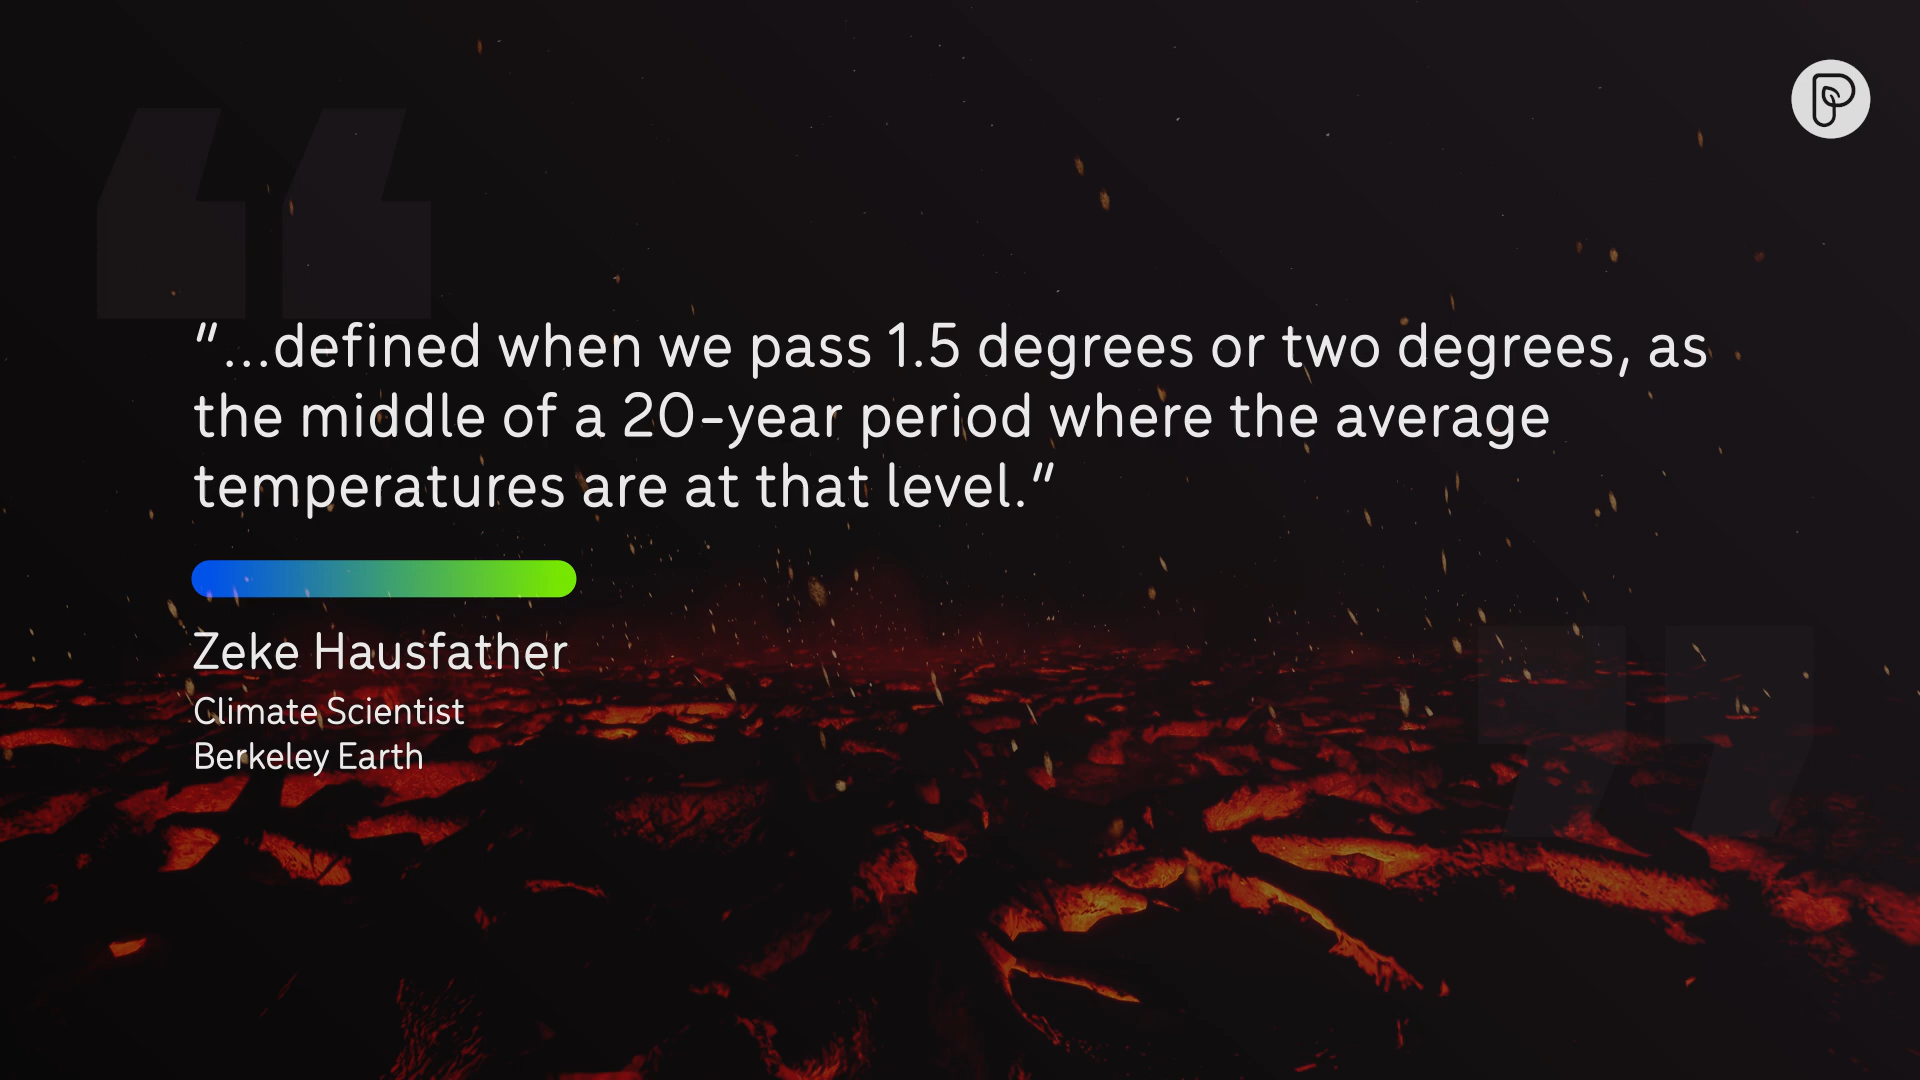 "...defined when we pass 1.5 degrees or two degrees, as
the middle of a 20-year period where the average
temperatures are at that level."
Zeke Hausfather
Climate Scientist
Berkeley Earth